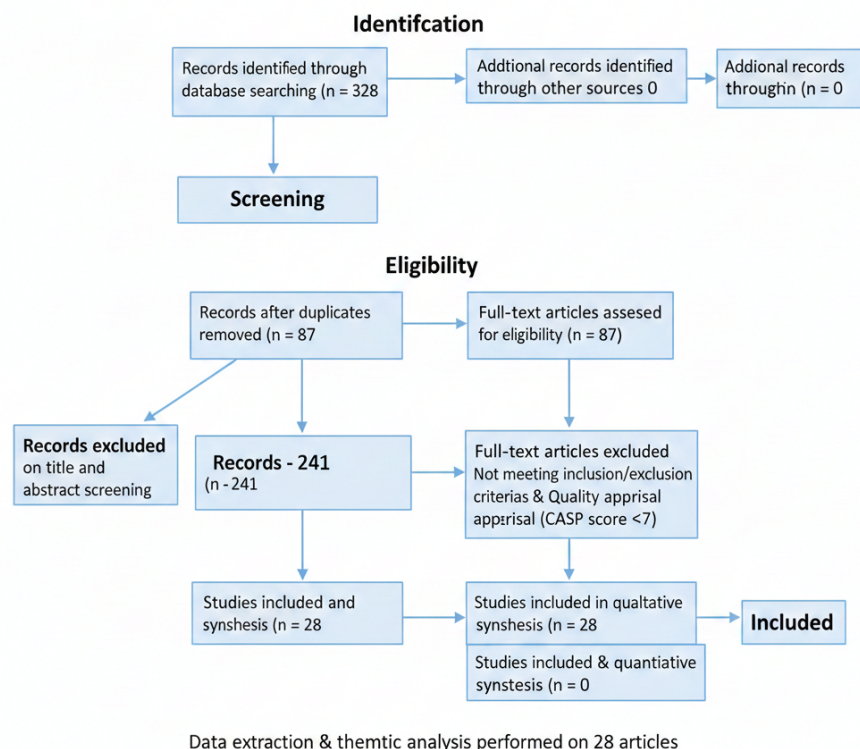 Identifcation
Records identified through
database searching (n = 328
Addtional records identified
through other sources 0
Addional records
throughin (n = 0
Screening
Eligibility
Records after duplicates
removed (n = 87
Full-text articles assesed
for eligibility (n = 87)
Records excluded
on title and
abstract screening
Records - 241
(n - 241
Full-text articles excluded
Not meeting inclusion/exclusion
criterias & Quality apprisal
apprisal (CASP score <7)
Studies included and
synshesis (n = 28
Studies included in qualtative
synshesis (n = 28
Included
Studies included & quantiative
synstesis (n = 0
Data extraction & themtic analysis performed on 28 articles